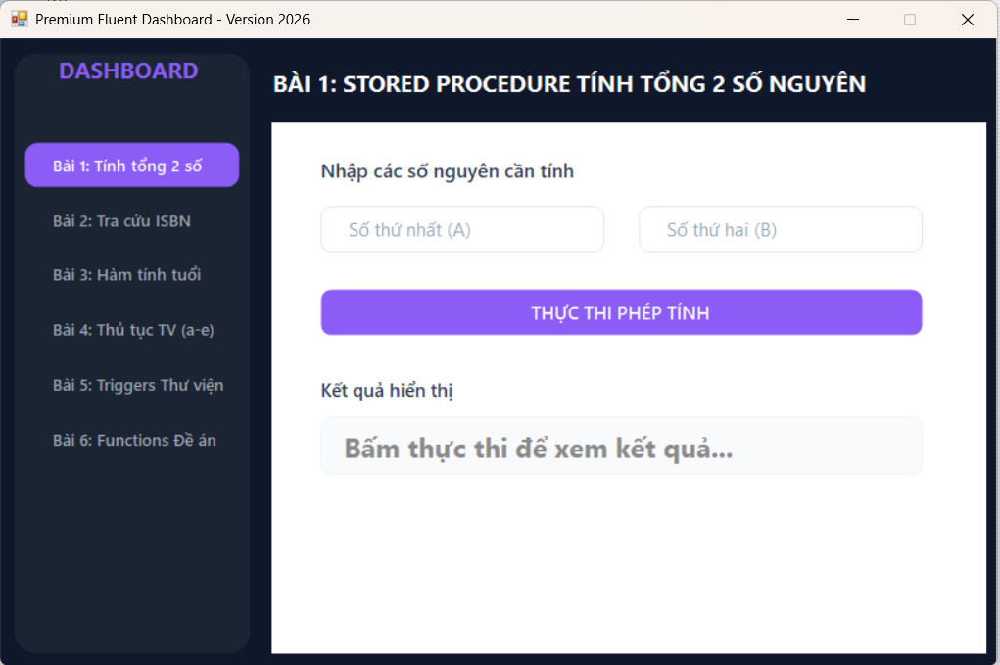 Premium Fluent Dashboard - Version 2026
DASHBOARD
Bài 1: Tính tổng 2 số
Bài 2: Tra cứu ISBN
Bài 3: Hàm tính tuổi
Bài 4: Thủ tục TV (a-e)
Bài 5: Triggers Thư viện
Bài 6: Functions Đề án
BÀI 1: STORED PROCEDURE TÍNH TỔNG 2 SỐ NGUYÊN
Nhập các số nguyên cần tính
Số thứ nhất (A)
Số thứ hai (B)
THỰC THI PHÉP TÍNH
Kết quả hiển thị
Bấm thực thi để xem kết quả...